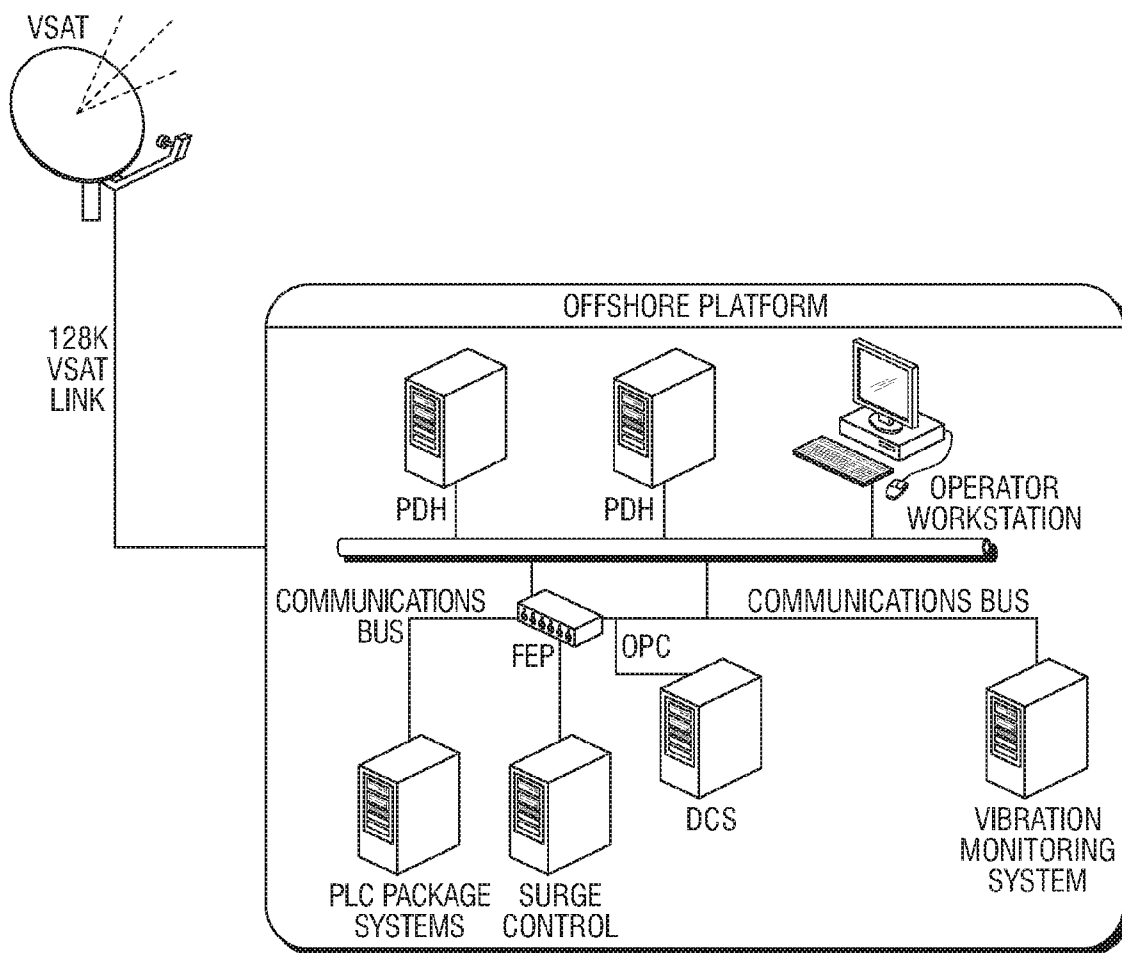 VSAT
128K
VSAT
LINK
OFFSHORE PLATFORM
PDH
PDH
OPERATOR
WORKSTATION
COMMUNICATIONS
BUS
COMMUNICATIONS BUS
FEP
OPC
DCS
PLC PACKAGE
SYSTEMS
SURGE
CONTROL
VIBRATION
MONITORING
SYSTEM